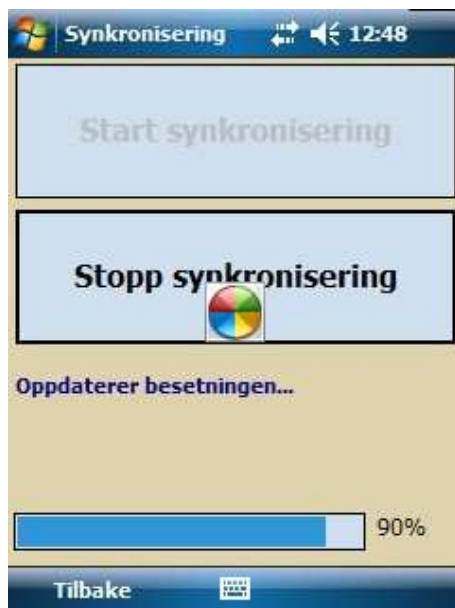 Synkronisering 12:48
Start synkronisering
Stopp synkronisering
Oppdaterer besetningen...
90%
Tilbake